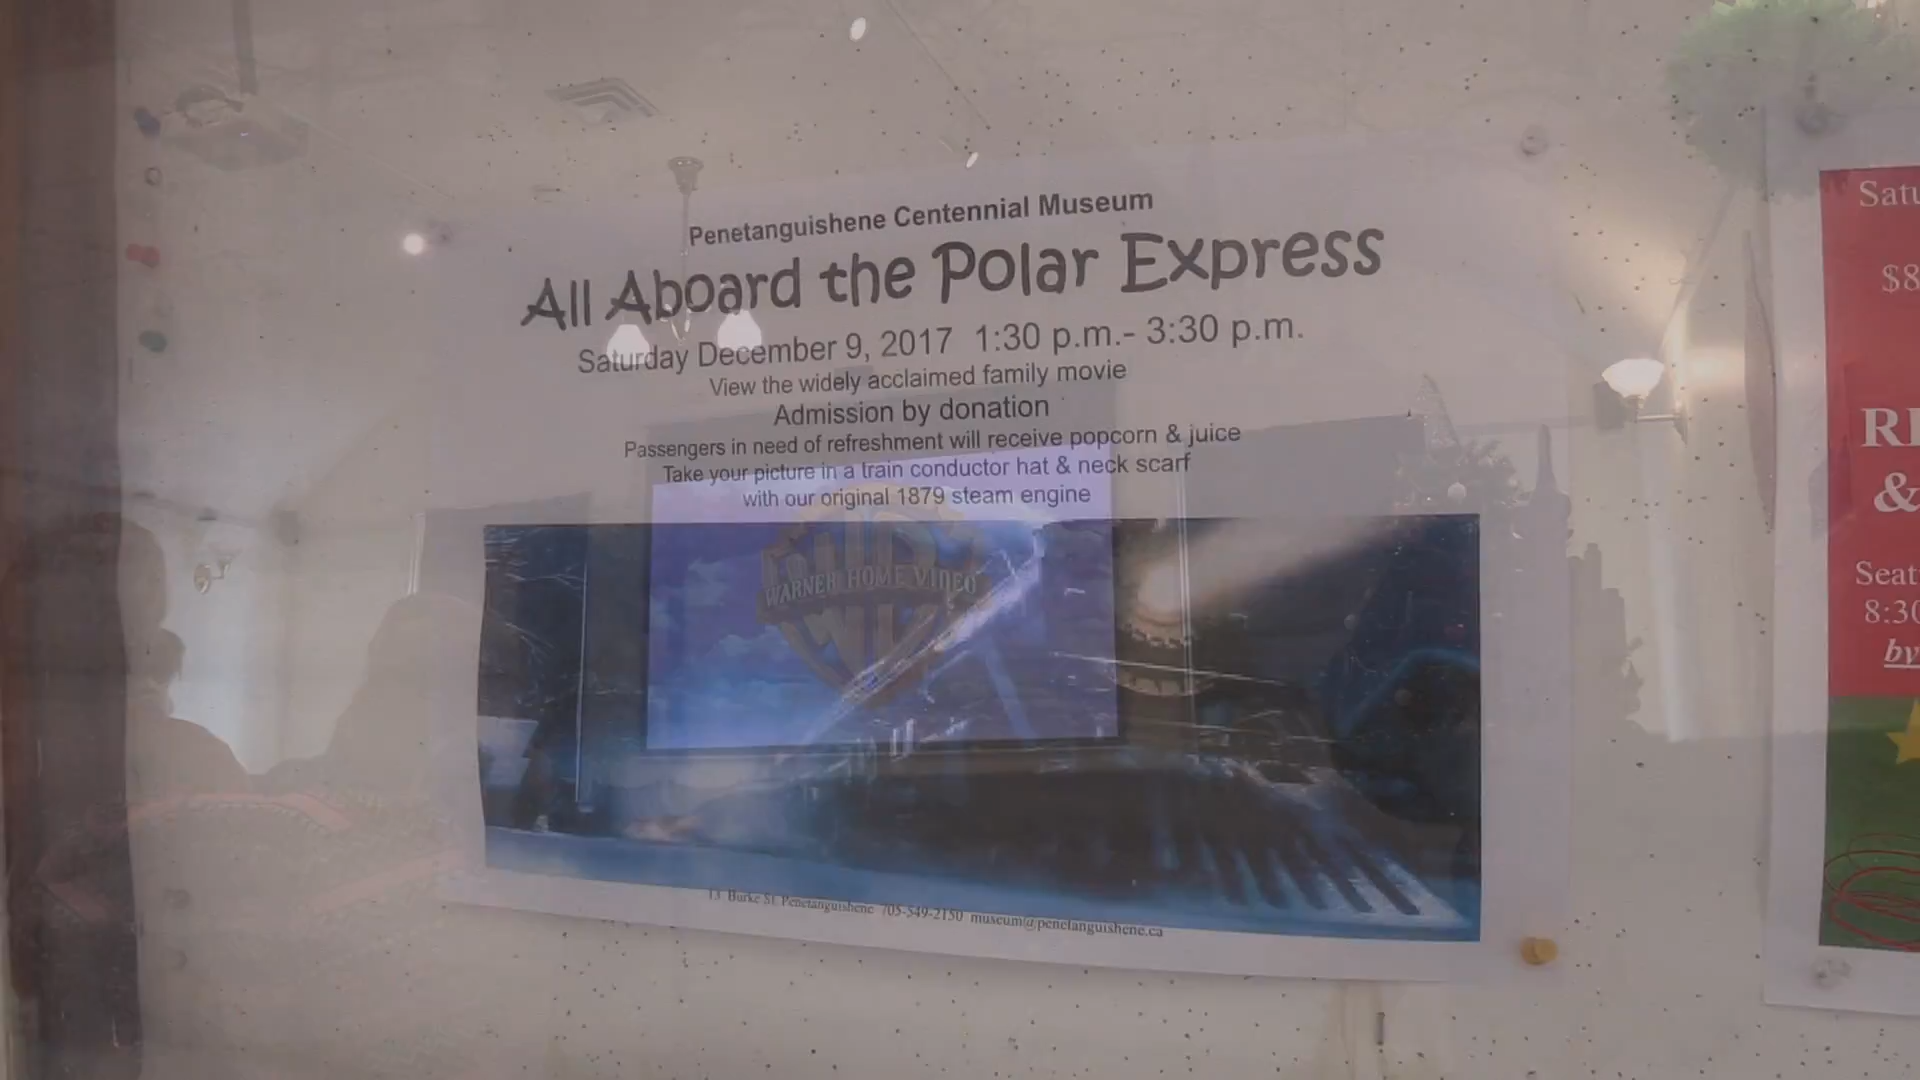 Penetanguishene Centennial Museum
All Aboard the Polar Express
Saturday December 9, 2017 1:30 p.m.- 3:30 p.m.
View the widely acclaimed family movie
Admission by donation
Passengers in need of refreshment will receive popcorn & juice
Take your picture in a train conductor hat & neck scarf
with our original 1879 steam engine
WARNER HOME VIDEO
13 Burke St. Penetanguishene 705-549-2150 museum@penetanguishene.ca
Satu
$8
&
Seat
8:30
by